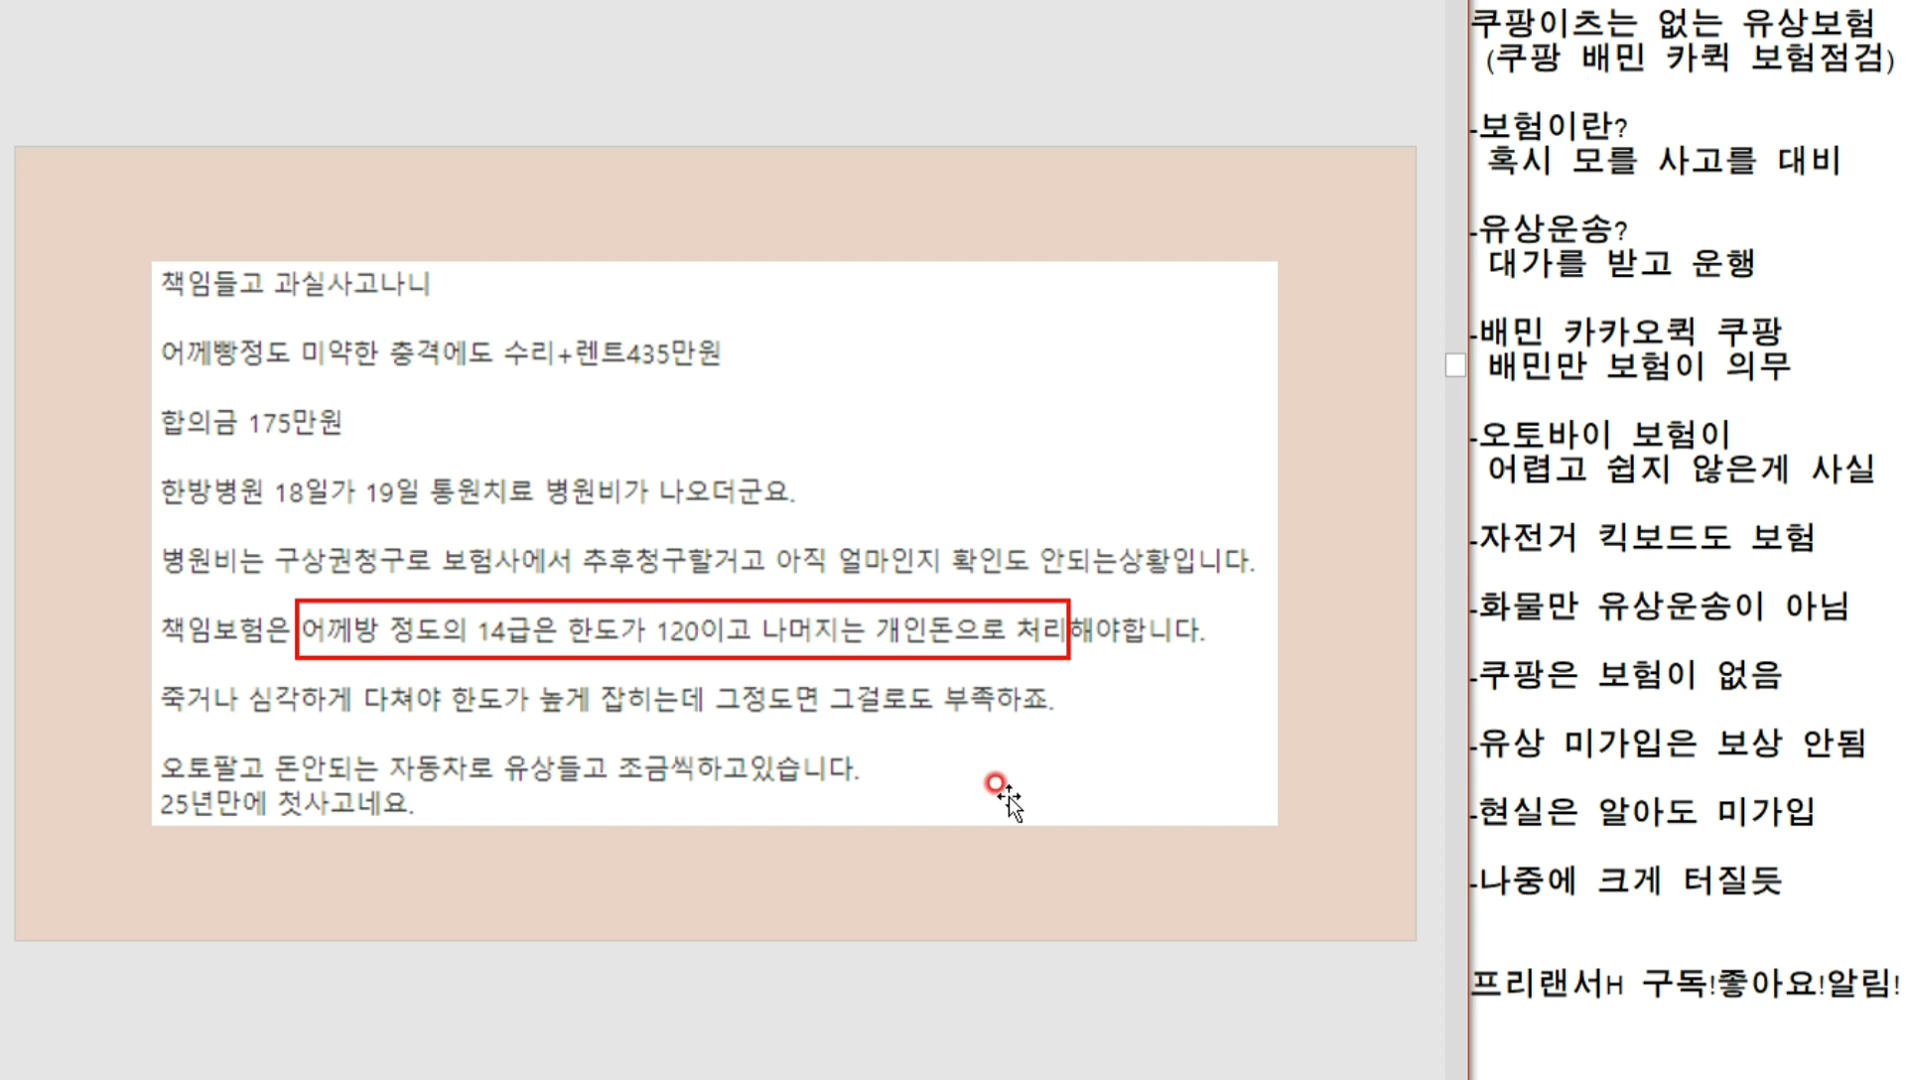 책임들고 과실사고나니
어께빵정도 미약한 충격에도 수리+렌트435만원
합의금 175만원
한방병원 18일가 19일 통원치료 병원비가 나오더군요.
병원비는 구상권청구로 보험사에서 추후청구할거고 아직 얼마인지 확인도 안되는상황입니다.
책임보험은 어께방 정도의 14급은 한도가 120이고 나머지는 개인돈으로 처리해야합니다.
죽거나 심각하게 다쳐야 한도가 높게 잡히는데 그정도면 그걸로도 부족하죠.
오토팔고 돈안되는 자동차로 유상들고 조금씩하고있습니다.
25년만에 첫사고네요.
쿠팡이츠는 없는 유상보험
(쿠팡 배민 카퀵 보험점검)
-보험이란?
혹시 모를 사고를 대비
-유상운송?
대가를 받고 운행
-배민 카카오퀵 쿠팡
배민만 보험이 의무
-오토바이 보험이
어렵고 쉽지 않은게 사실
-자전거 킥보드도 보험
-화물만 유상운송이 아님
-쿠팡은 보험이 없음
-유상 미가입은 보상 안됨
-현실은 알아도 미가입
-나중에 크게 터질듯
프리랜서H 구독!좋아요!알림!